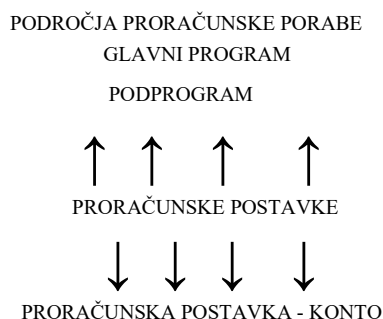 PODROČJA PRORAČUNSKE PORABE
GLAVNI PROGRAM
PODPROGRAM
PRORAČUNSKE POSTAVKE
PRORAČUNSKA POSTAVKA - KONTO